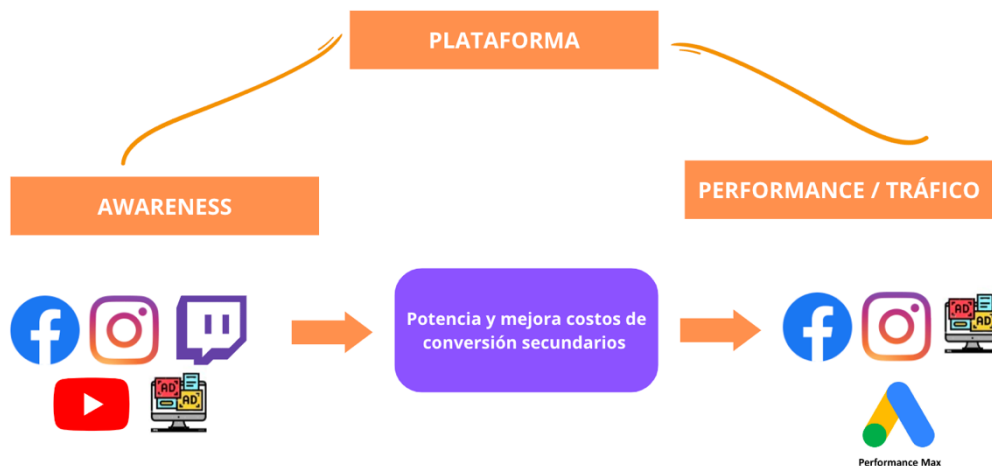 PLATAFORMA
AWARENESS
PERFORMANCE / TRÁFICO
Potencia y mejora costos de
conversión secundarios
AD
AD
AD
AD
Performance Max